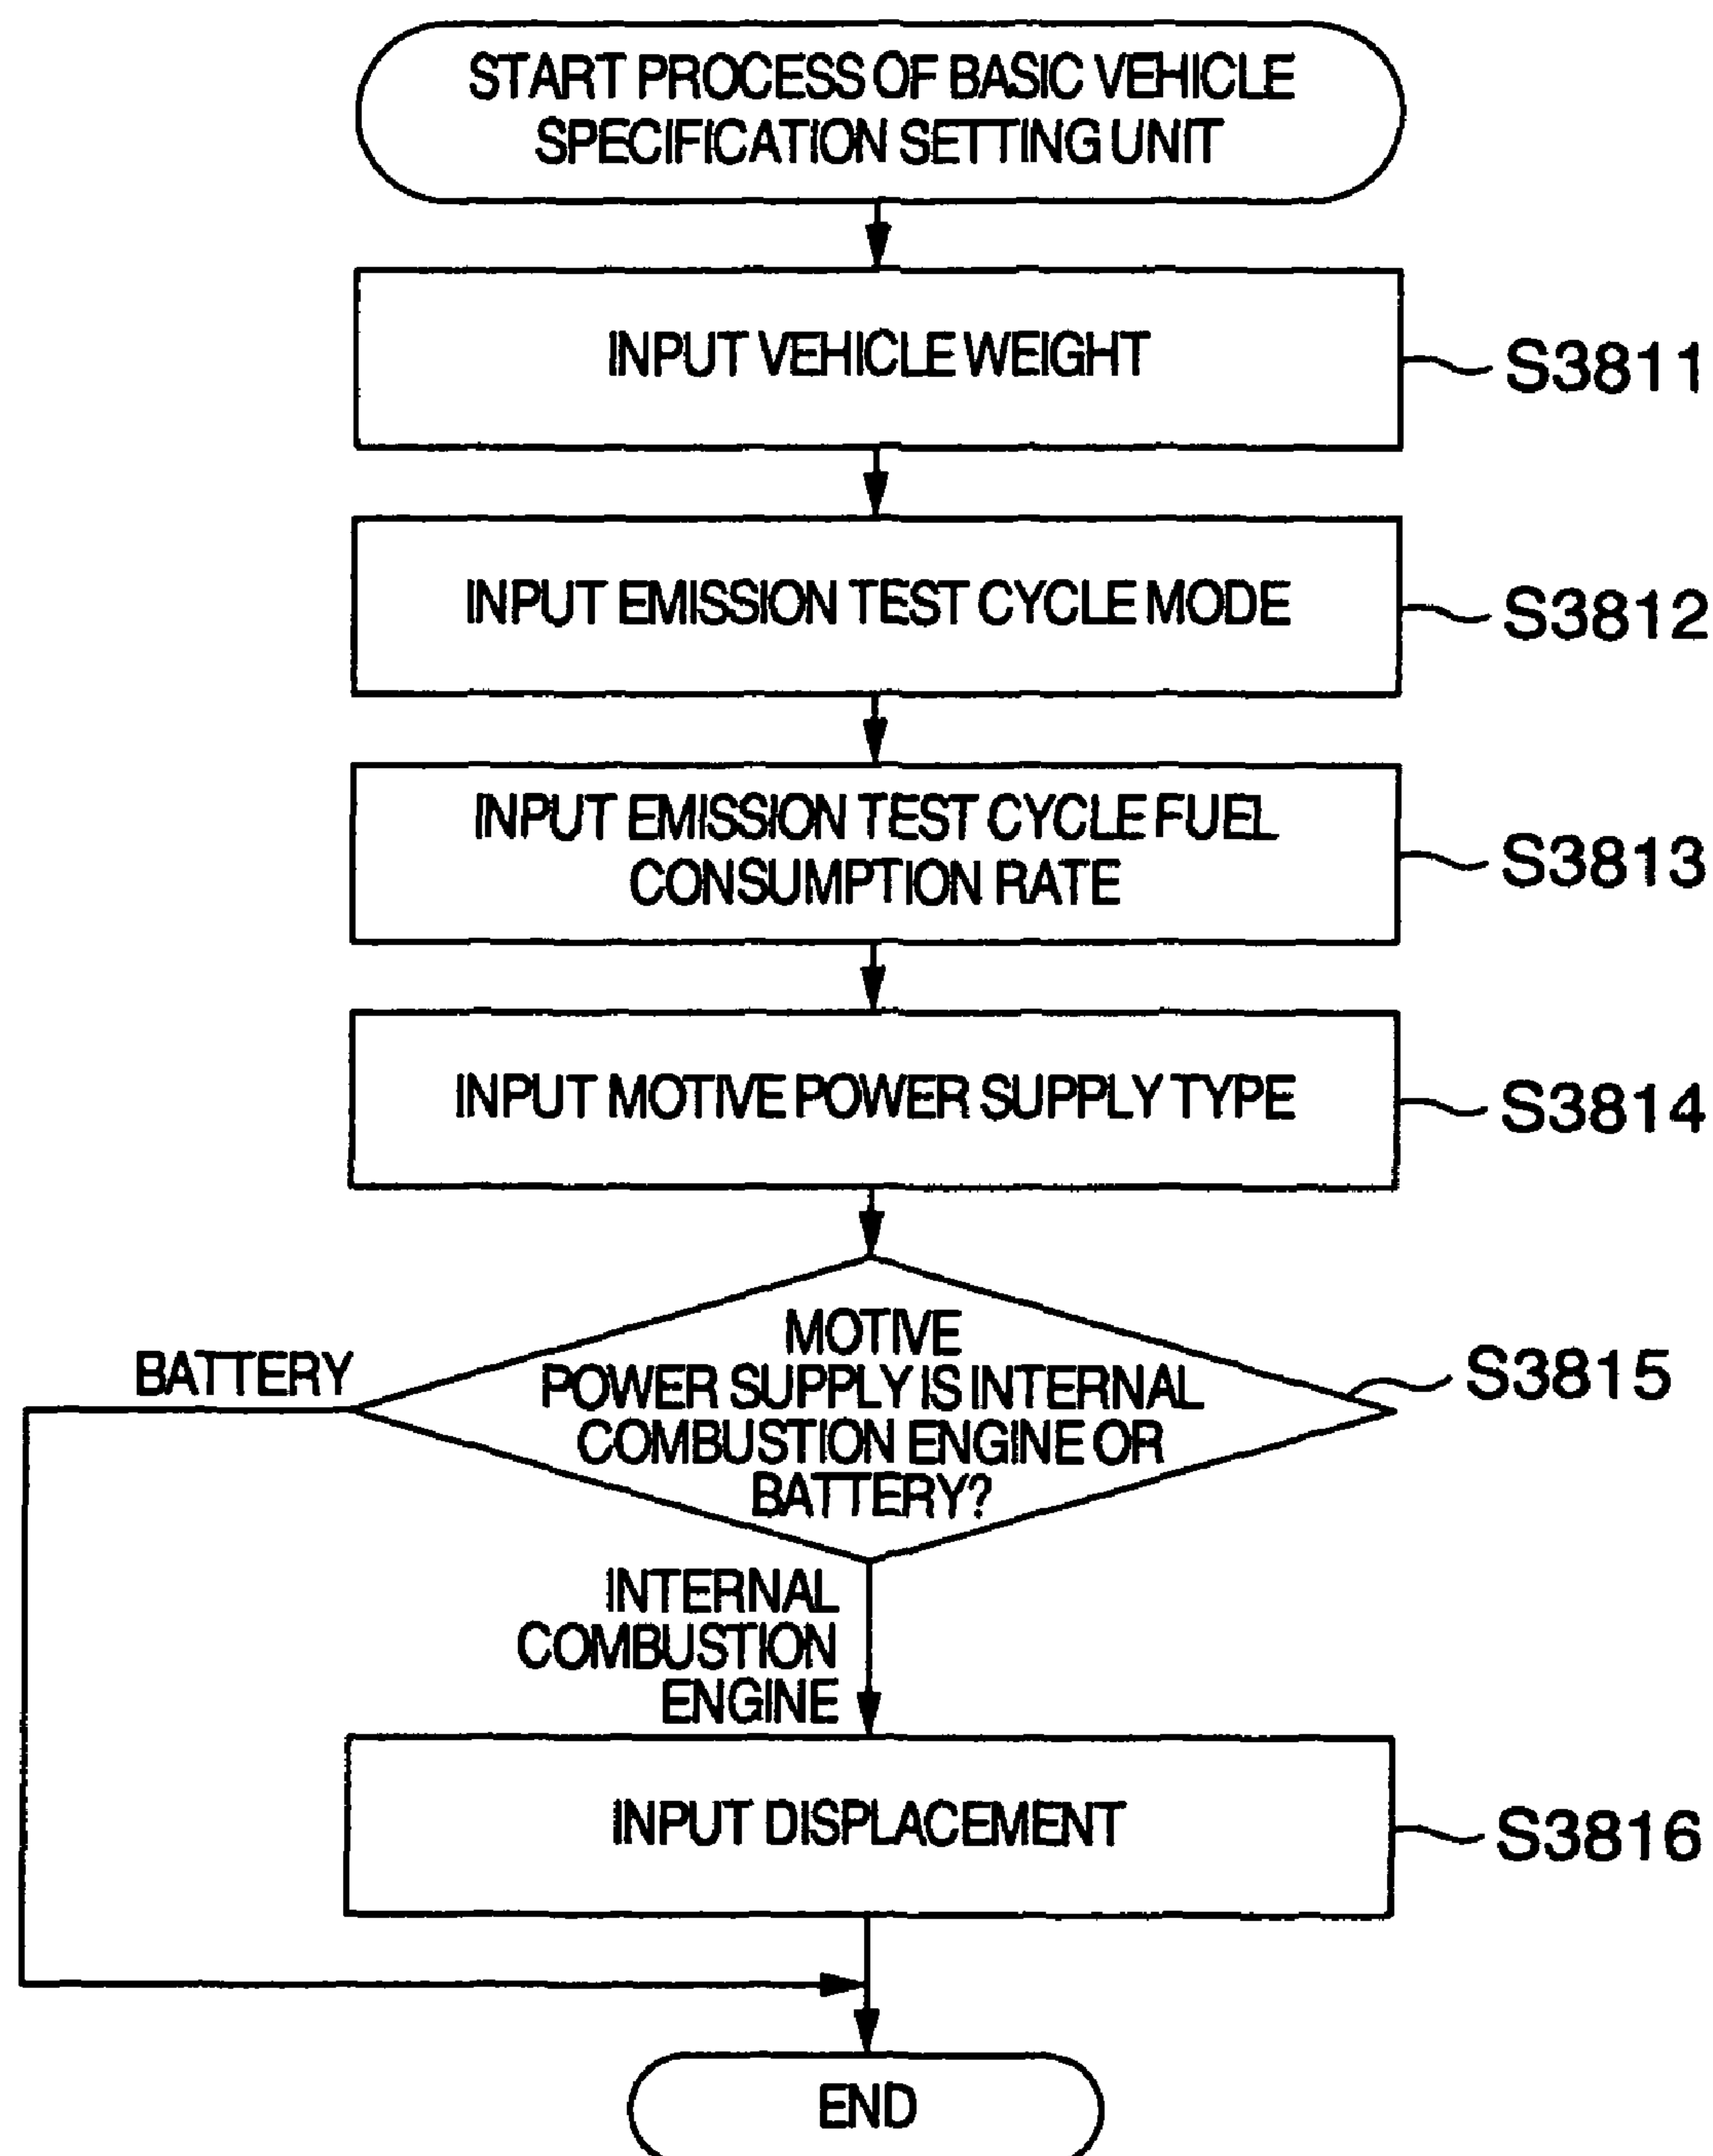 START PROCESS OF BASIC VEHICLE
SPECIFICATION SETTING UNIT
INPUT VEHICLE WEIGHT
S3811
INPUT EMISSION TEST CYCLE MODE
S3812
INPUT EMISSION TEST CYCLE FUEL
CONSUMPTION RATE
S3813
INPUT MOTIVE POWER SUPPLY TYPE
S3814
BATTERY
MOTIVE
POWER SUPPLY IS INTERNAL
COMBUSTION ENGINE OR
BATTERY?
S3815
INTERNAL
COMBUSTION
ENGINE
INPUT DISPLACEMENT
S3816
END